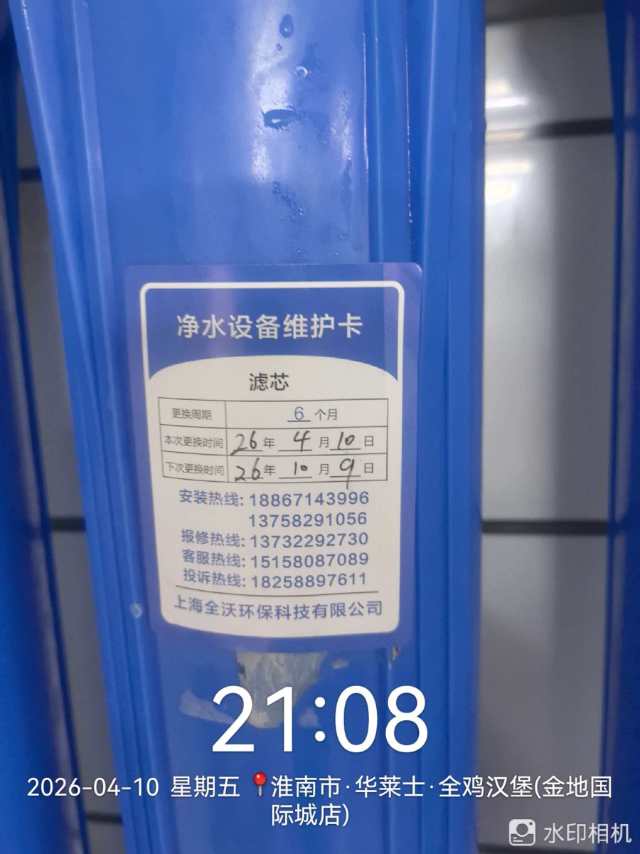 净水设备维护卡
滤芯
更换周期 6 个月
本次更换时间 26 年 4 月 10 日
下次更换时间 26 年 10 月 9 日
安装热线: 18867143996
13758291056
报修热线: 13732292730
客服热线: 15158087089
投诉热线: 18258897611
上海全沃环保科技有限公司
21:08
2026-04-10 星期五 淮南市·华莱士·全鸡汉堡(金地国
际城店)
水印相机